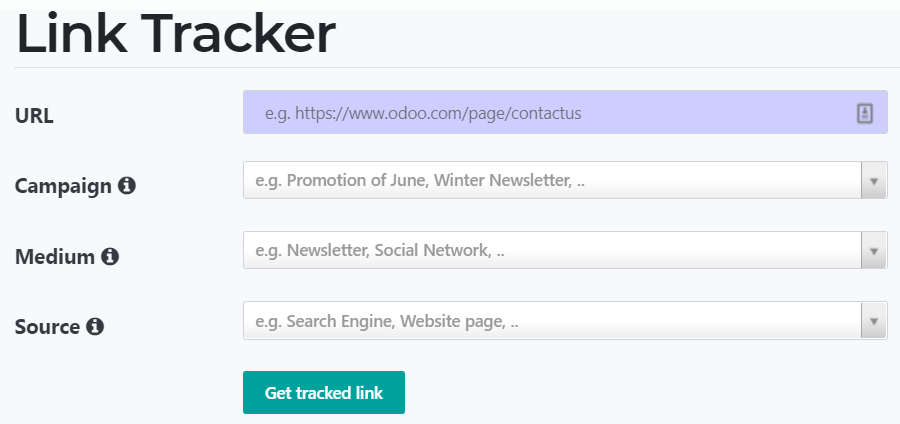 Link Tracker
URL
e.g. https://www.odoo.com/page/contactus
Campaign
e.g. Promotion of June, Winter Newsletter, ..
Medium
e.g. Newsletter, Social Network, ..
Source
e.g. Search Engine, Website page, ..
Get tracked link